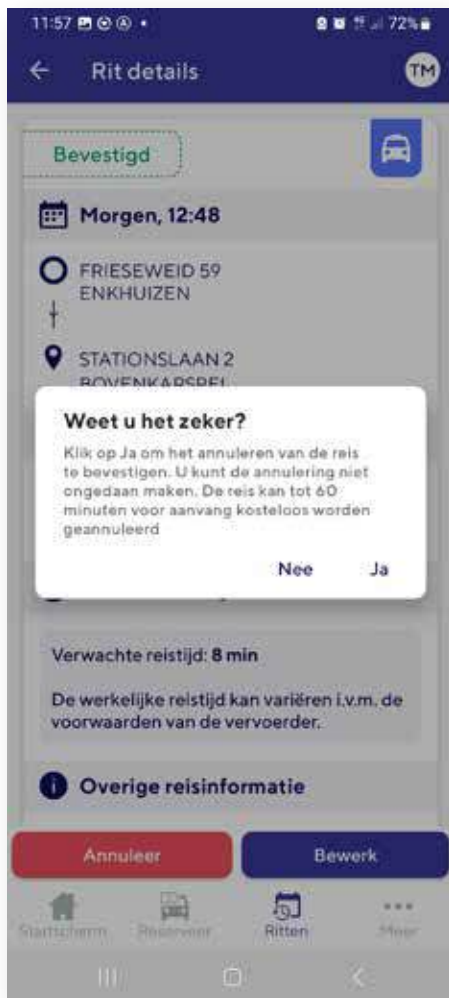 11:57
72%
Rit details
TM
Bevestigd
Morgen, 12:48
FRIESEWEID 59
ENKHUIZEN
STATIONSLAAN 2
BOVENKARSPEL
Weet u het zeker?
Klik op Ja om het annuleren van de reis
te bevestigen. U kunt de annulering niet
ongedaan maken. De reis kan tot 60
minuten voor aanvang kosteloos worden
geannuleerd
Nee Ja
Verwachte reistijd: 8 min
De werkelijke reistijd kan variëren i.v.m. de
voorwaarden van de vervoerder.
Overige reisinformatie
Annuleer Bewerk
Startscherm Reserveer Ritten Meer